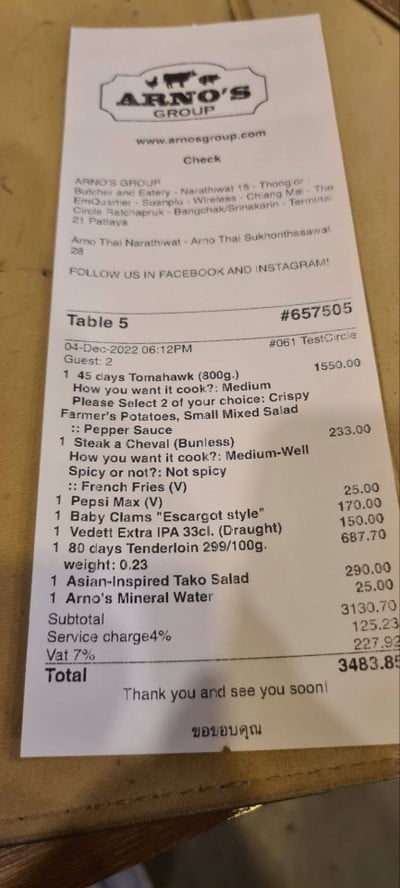 ARNO'S
GROUP
www.arnosgroup.com
Check
ARNO'S GROUP
Butcher and Eatery - Narathiwat 15 - Thonglor -
EmQuartier - Suanplu - Wireless - Chiang Mai - The
Circle Ratchapruk - Bangchak/Srinakarin - Terminal
21 Pattaya
Arno Thai Narathiwat - Arno Thai Sukhonthasawat
28
FOLLOW US IN FACEBOOK AND INSTAGRAM!
Table 5 #657505
04-Dec-2022 06:12PM #061 TestCircle
Guest: 2
1 45 days Tomahawk (800g.) 1550.00
How you want it cook?: Medium
Please Select 2 of your choice: Crispy
Farmer's Potatoes, Small Mixed Salad
:: Pepper Sauce
1 Steak a Cheval (Bunless) 233.00
How you want it cook?: Medium-Well
Spicy or not?: Not spicy
:: French Fries (V)
1 Pepsi Max (V) 25.00
1 Baby Clams "Escargot style" 170.00
1 Vedett Extra IPA 33cl. (Draught) 150.00
1 80 days Tenderloin 299/100g. 687.70
weight: 0.23
1 Asian-Inspired Tako Salad 290.00
1 Arno's Mineral Water 25.00
Subtotal 3130.70
Service charge4% 125.23
Vat 7% 227.92
Total 3483.85
Thank you and see you soon!
ขอขอบคุณ